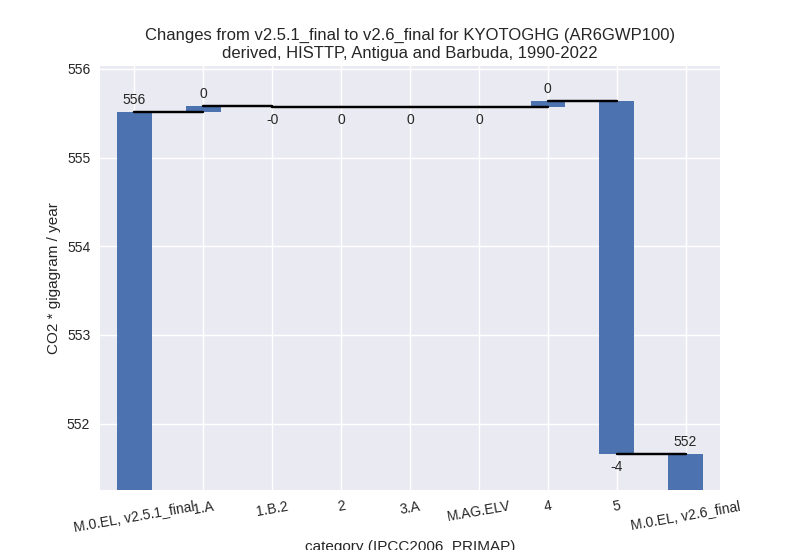 Changes from v2.5.1_final to v2.6_final for KYOTOGHG (AR6GWP100)
derived, HISTTP, Antigua and Barbuda, 1990-2022
556
555
554
553
552
CO2 * gigagram / year
556
0
-0
0
0
0
0
-4
552
M.0.EL, v2.5.1_final
1.A
1.B.2
2
3.A
M.AG.ELV
4
5
M.0.EL, v2.6_final
category (IPCC2006_PRIMAP)